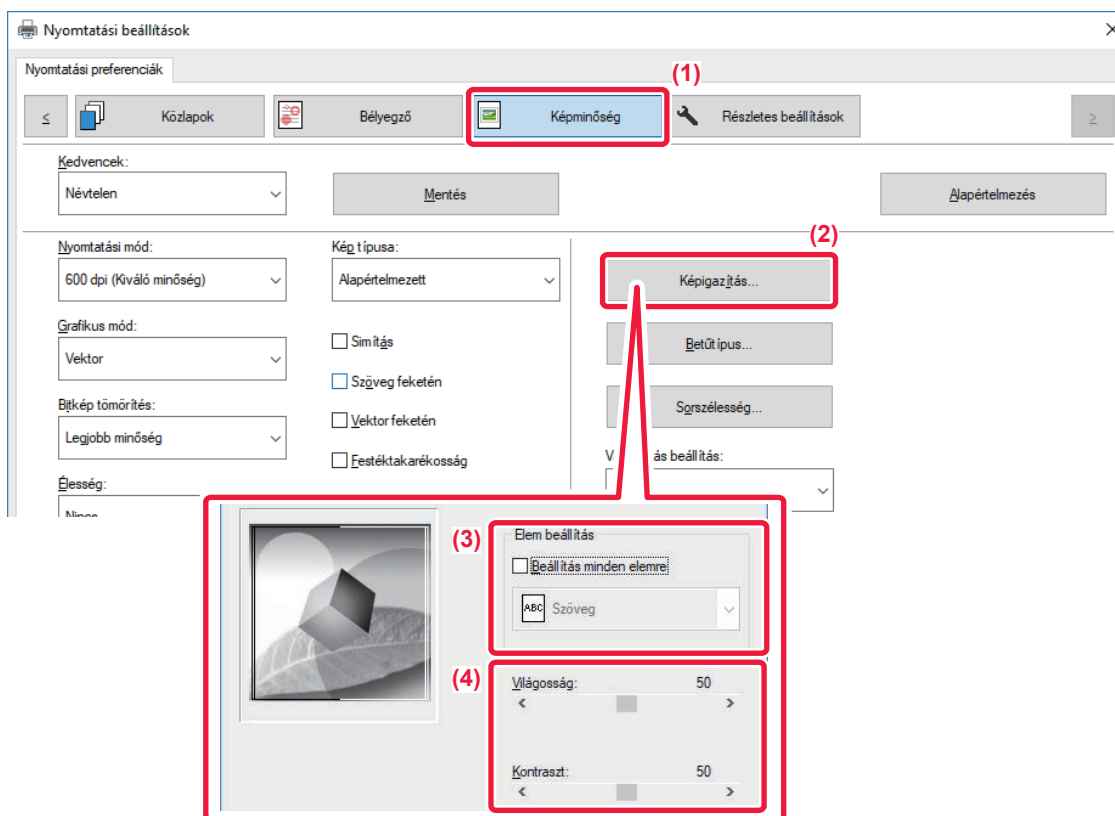 Nyomtatási beállítások
Nyomtatási preferenciák
(1)
<
Közlapok
Bélyegző
Képminőség
Részletes beállítások
>
Kedvencek:
Névtelen
Mentés
Alapértelmezés
(2)
Nyomtatási mód:
Kép típusa:
600 dpi (Kiváló minőség)
Alapértelmezett
Képigazítás...
Grafikus mód:
Simítás
Vektor
Betűtípus...
Szöveg feketén
Bitkép tömörítés:
Vektor feketén
Sorszélesség...
Legjobb minőség
Festéktakarékosság
V ás beállítás:
Élesség:
(3)
Elem beállítás
Beállítás minden elemre
ABC Szöveg
(4)
Világosság: 50
< >
Kontraszt: 50
< >